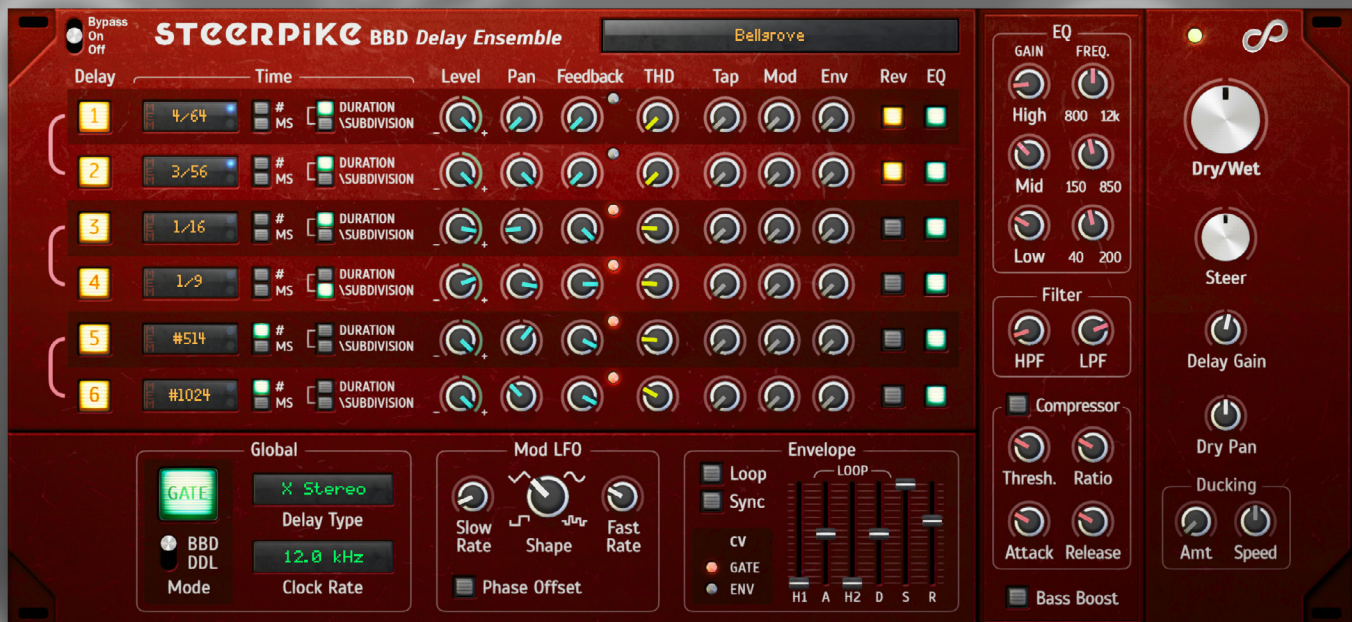 Bypass
On
Off
STEERPIKE BBD Delay Ensemble
Bellgrove
Delay Time Level Pan Feedback THD Tap Mod Env Rev EQ
1 MEM 4/64 # MS DURATION \SUBDIVISION - +
2 MEM 3/56 # MS DURATION \SUBDIVISION - +
3 MEM 1/16 # MS DURATION \SUBDIVISION - +
4 MEM 1/9 # MS DURATION \SUBDIVISION - +
5 MEM #514 # MS DURATION \SUBDIVISION - +
6 MEM #1024 # MS DURATION \SUBDIVISION - +
Global
GATE
X Stereo
Delay Type
BBD
DDL
Mode
12.0 kHz
Clock Rate
Mod LFO
Slow Rate
Shape
Fast Rate
Phase Offset
Envelope
Loop
Sync
LOOP
CV
GATE
ENV
H1 A H2 D S R
EQ
GAIN FREQ.
High 800 12k
Mid 150 850
Low 40 200
Filter
HPF LPF
Compressor
Thresh. Ratio
Attack Release
Bass Boost
Dry/Wet
Steer
Delay Gain
Dry Pan
Ducking
Amt Speed